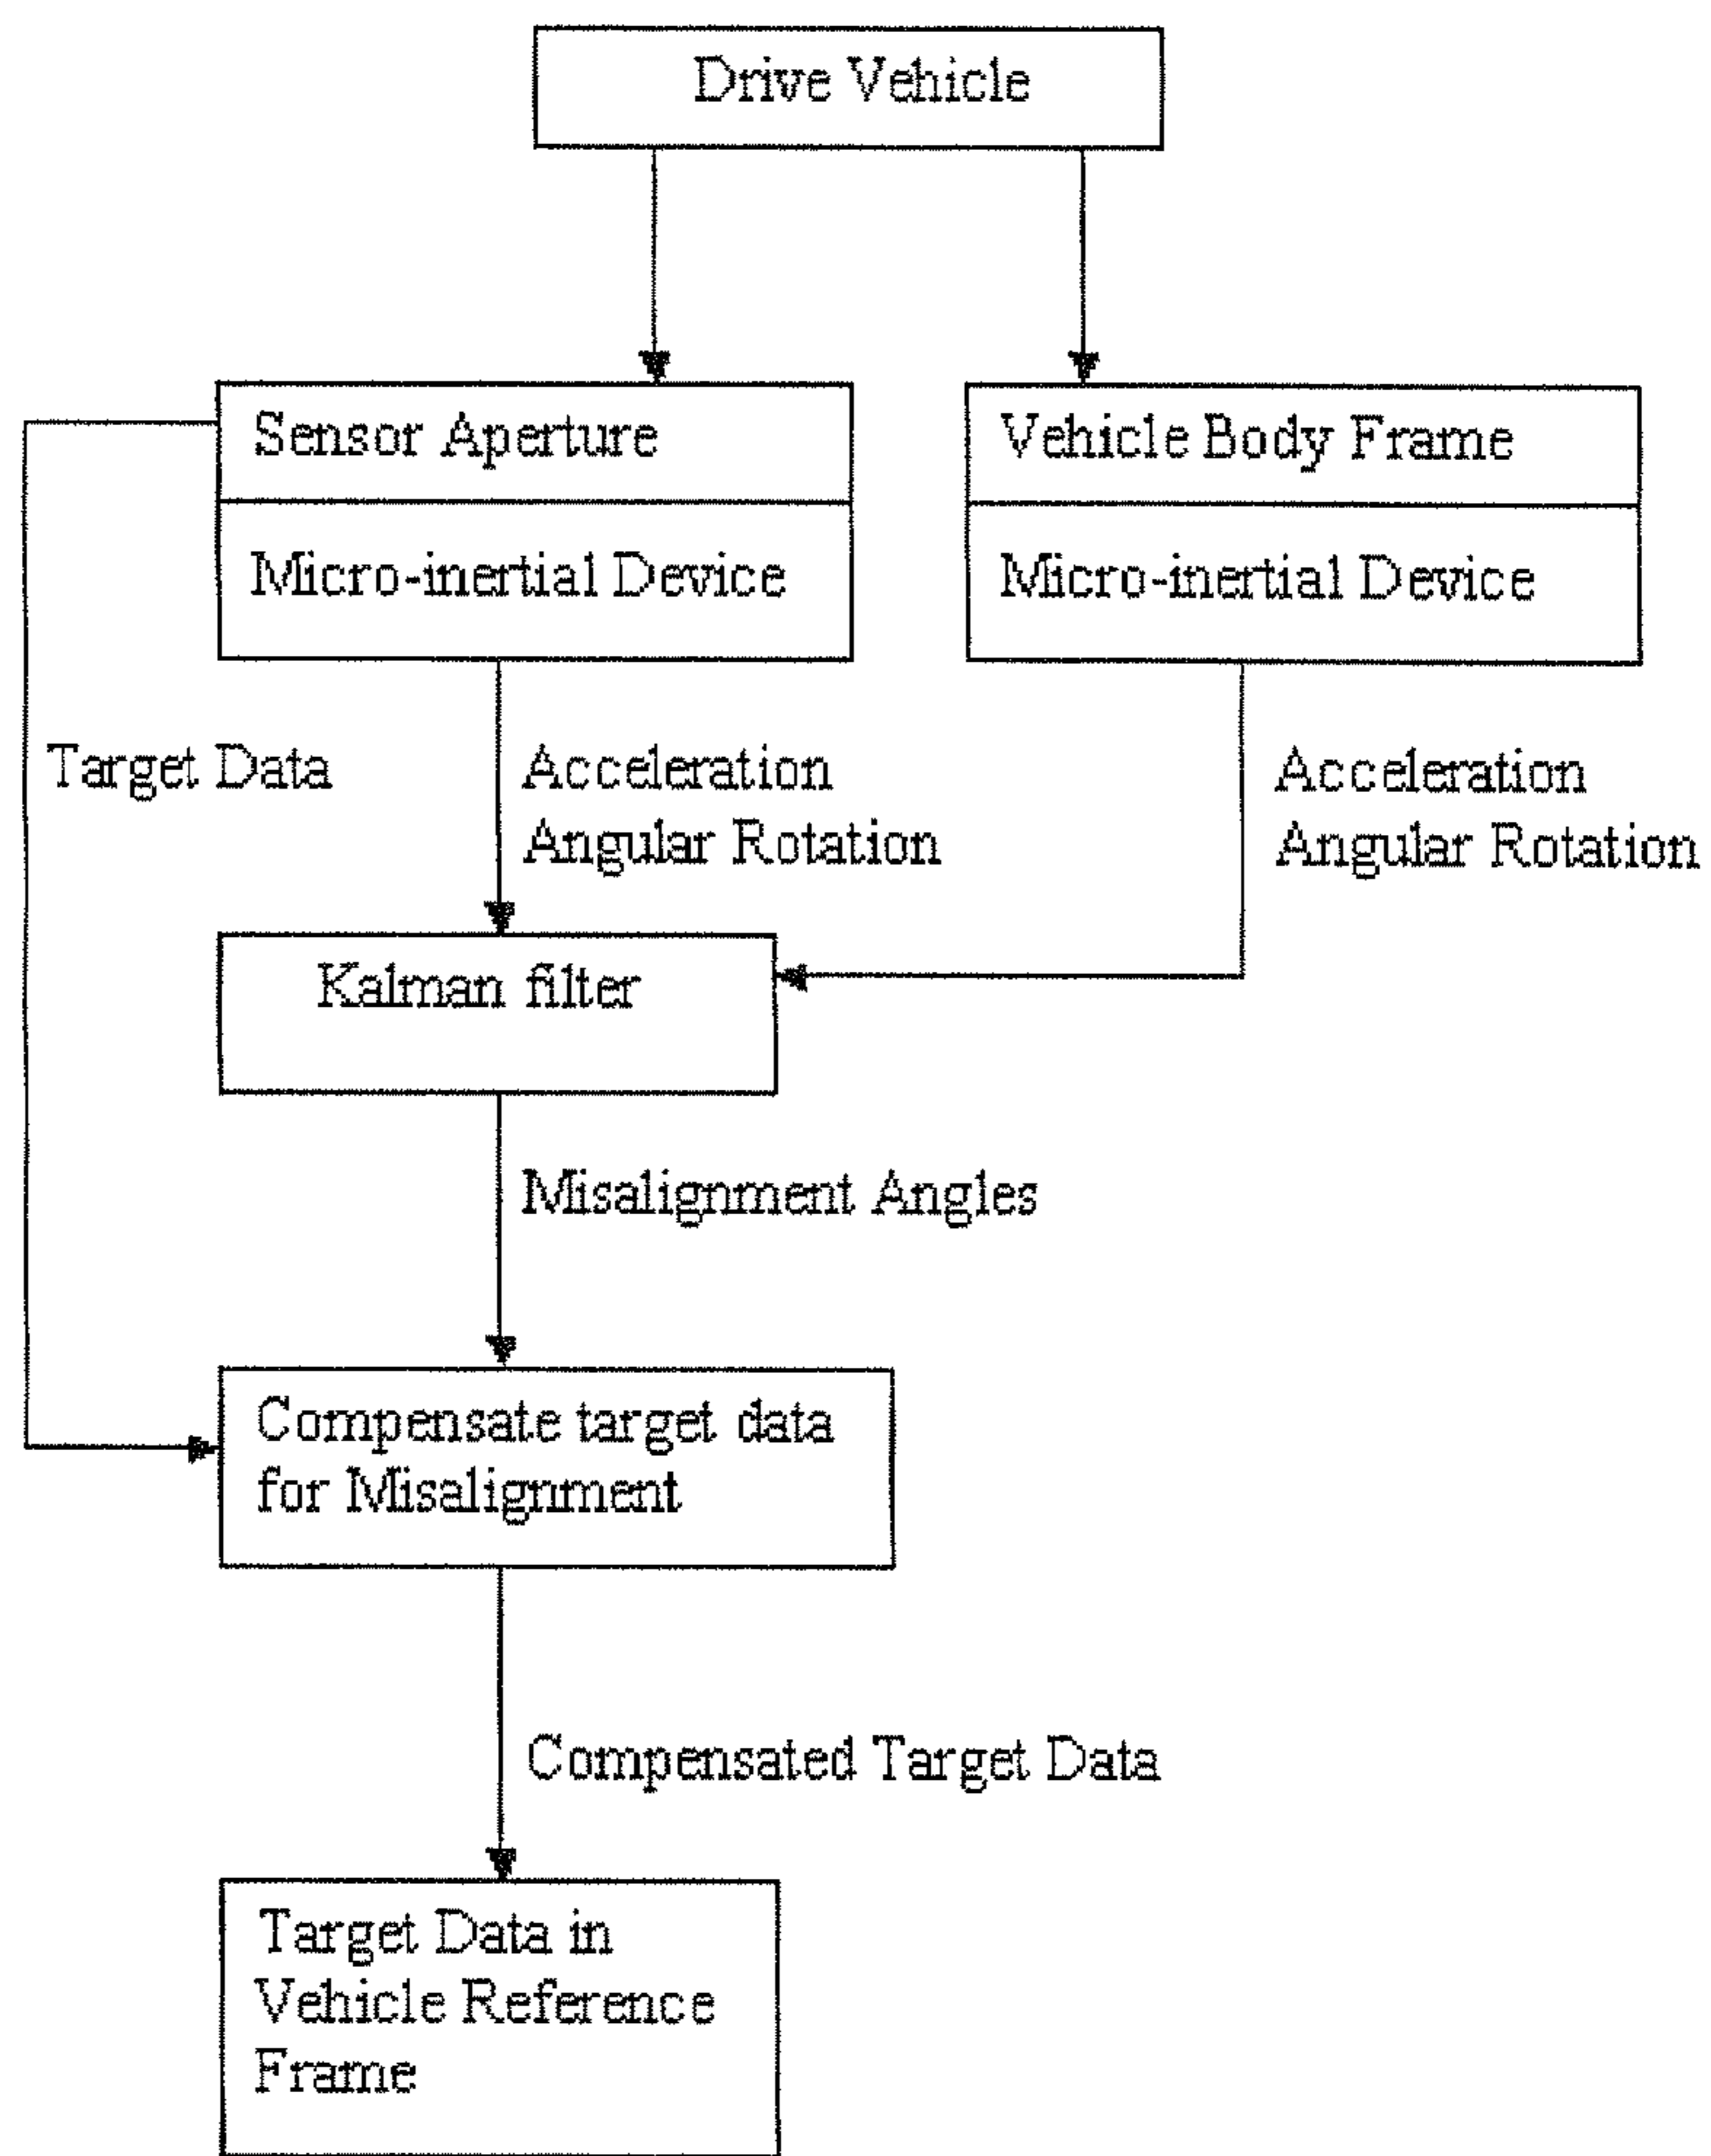 Drive Vehicle
Sensor Aperture
Vehicle Body Frame
Micro-inertial Device
Micro-inertial Device
Target Data
Acceleration
Angular Rotation
Acceleration
Angular Rotation
Kalman filter
Misalignment Angles
Compensate target data
for Misalignment
Compensated Target Data
Target Data in
Vehicle Reference
Frame